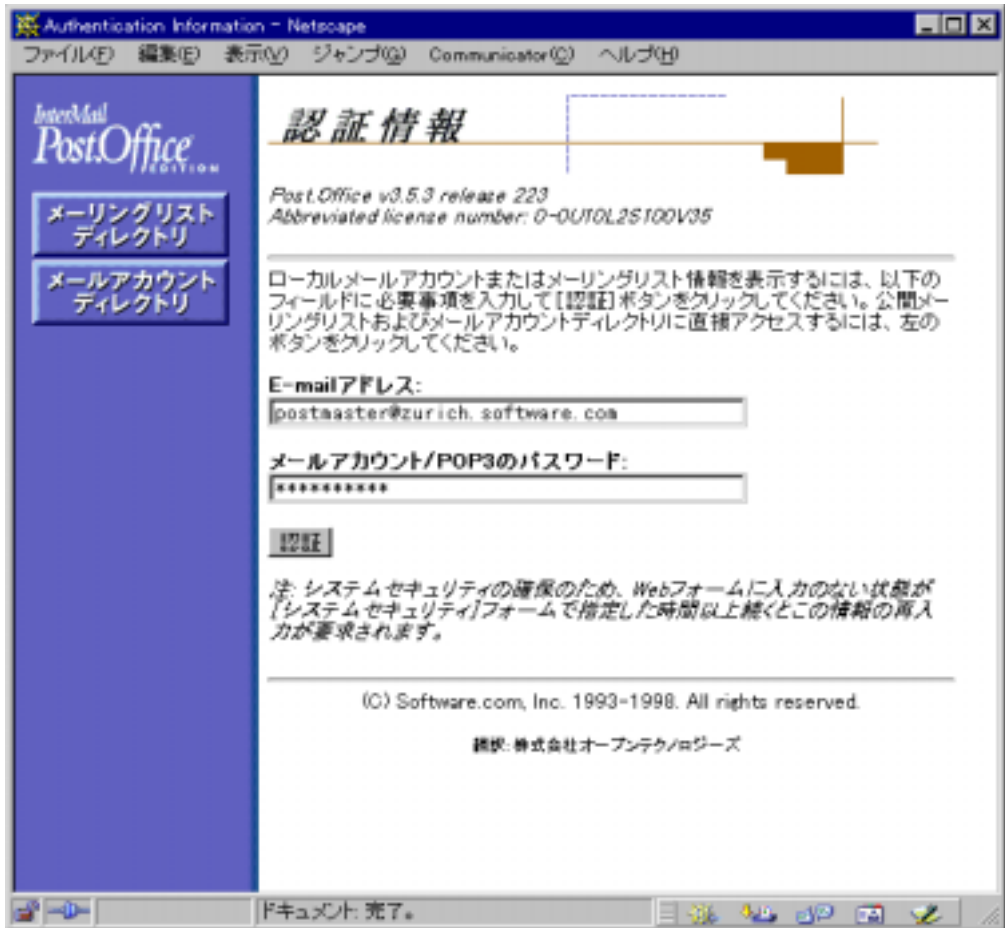 Authentication Information - Netscape
ファイル(F) 編集(E) 表示(V) ジャンプ(G) Communicator(C) ヘルプ(H)
InterMail
Post.Office
EDITION
メーリングリスト
ディレクトリ
メールアカウント
ディレクトリ
認証情報
Post.Office v3.5.3 release 223
Abbreviated license number: 0-0U10L2S100V35
ローカルメールアカウントまたはメーリングリスト情報を表示するには、以下の
フィールドに必要事項を入力して[認証]ボタンをクリックしてください。公開メー
リングリストおよびメールアカウントディレクトリに直接アクセスするには、左の
ボタンをクリックしてください。
E-mailアドレス:
postmaster@zurich.software.com
メールアカウント/POP3のパスワード:
**********
認証
注: システムセキュリティの確保のため、Webフォームに入力のない状態が
[システムセキュリティ]フォームで指定した時間以上続くとこの情報の再入
力が要求されます。
(C) Software.com, Inc. 1993-1998. All rights reserved.
翻訳: 株式会社オープンテクノロジーズ
ドキュメント: 完了。